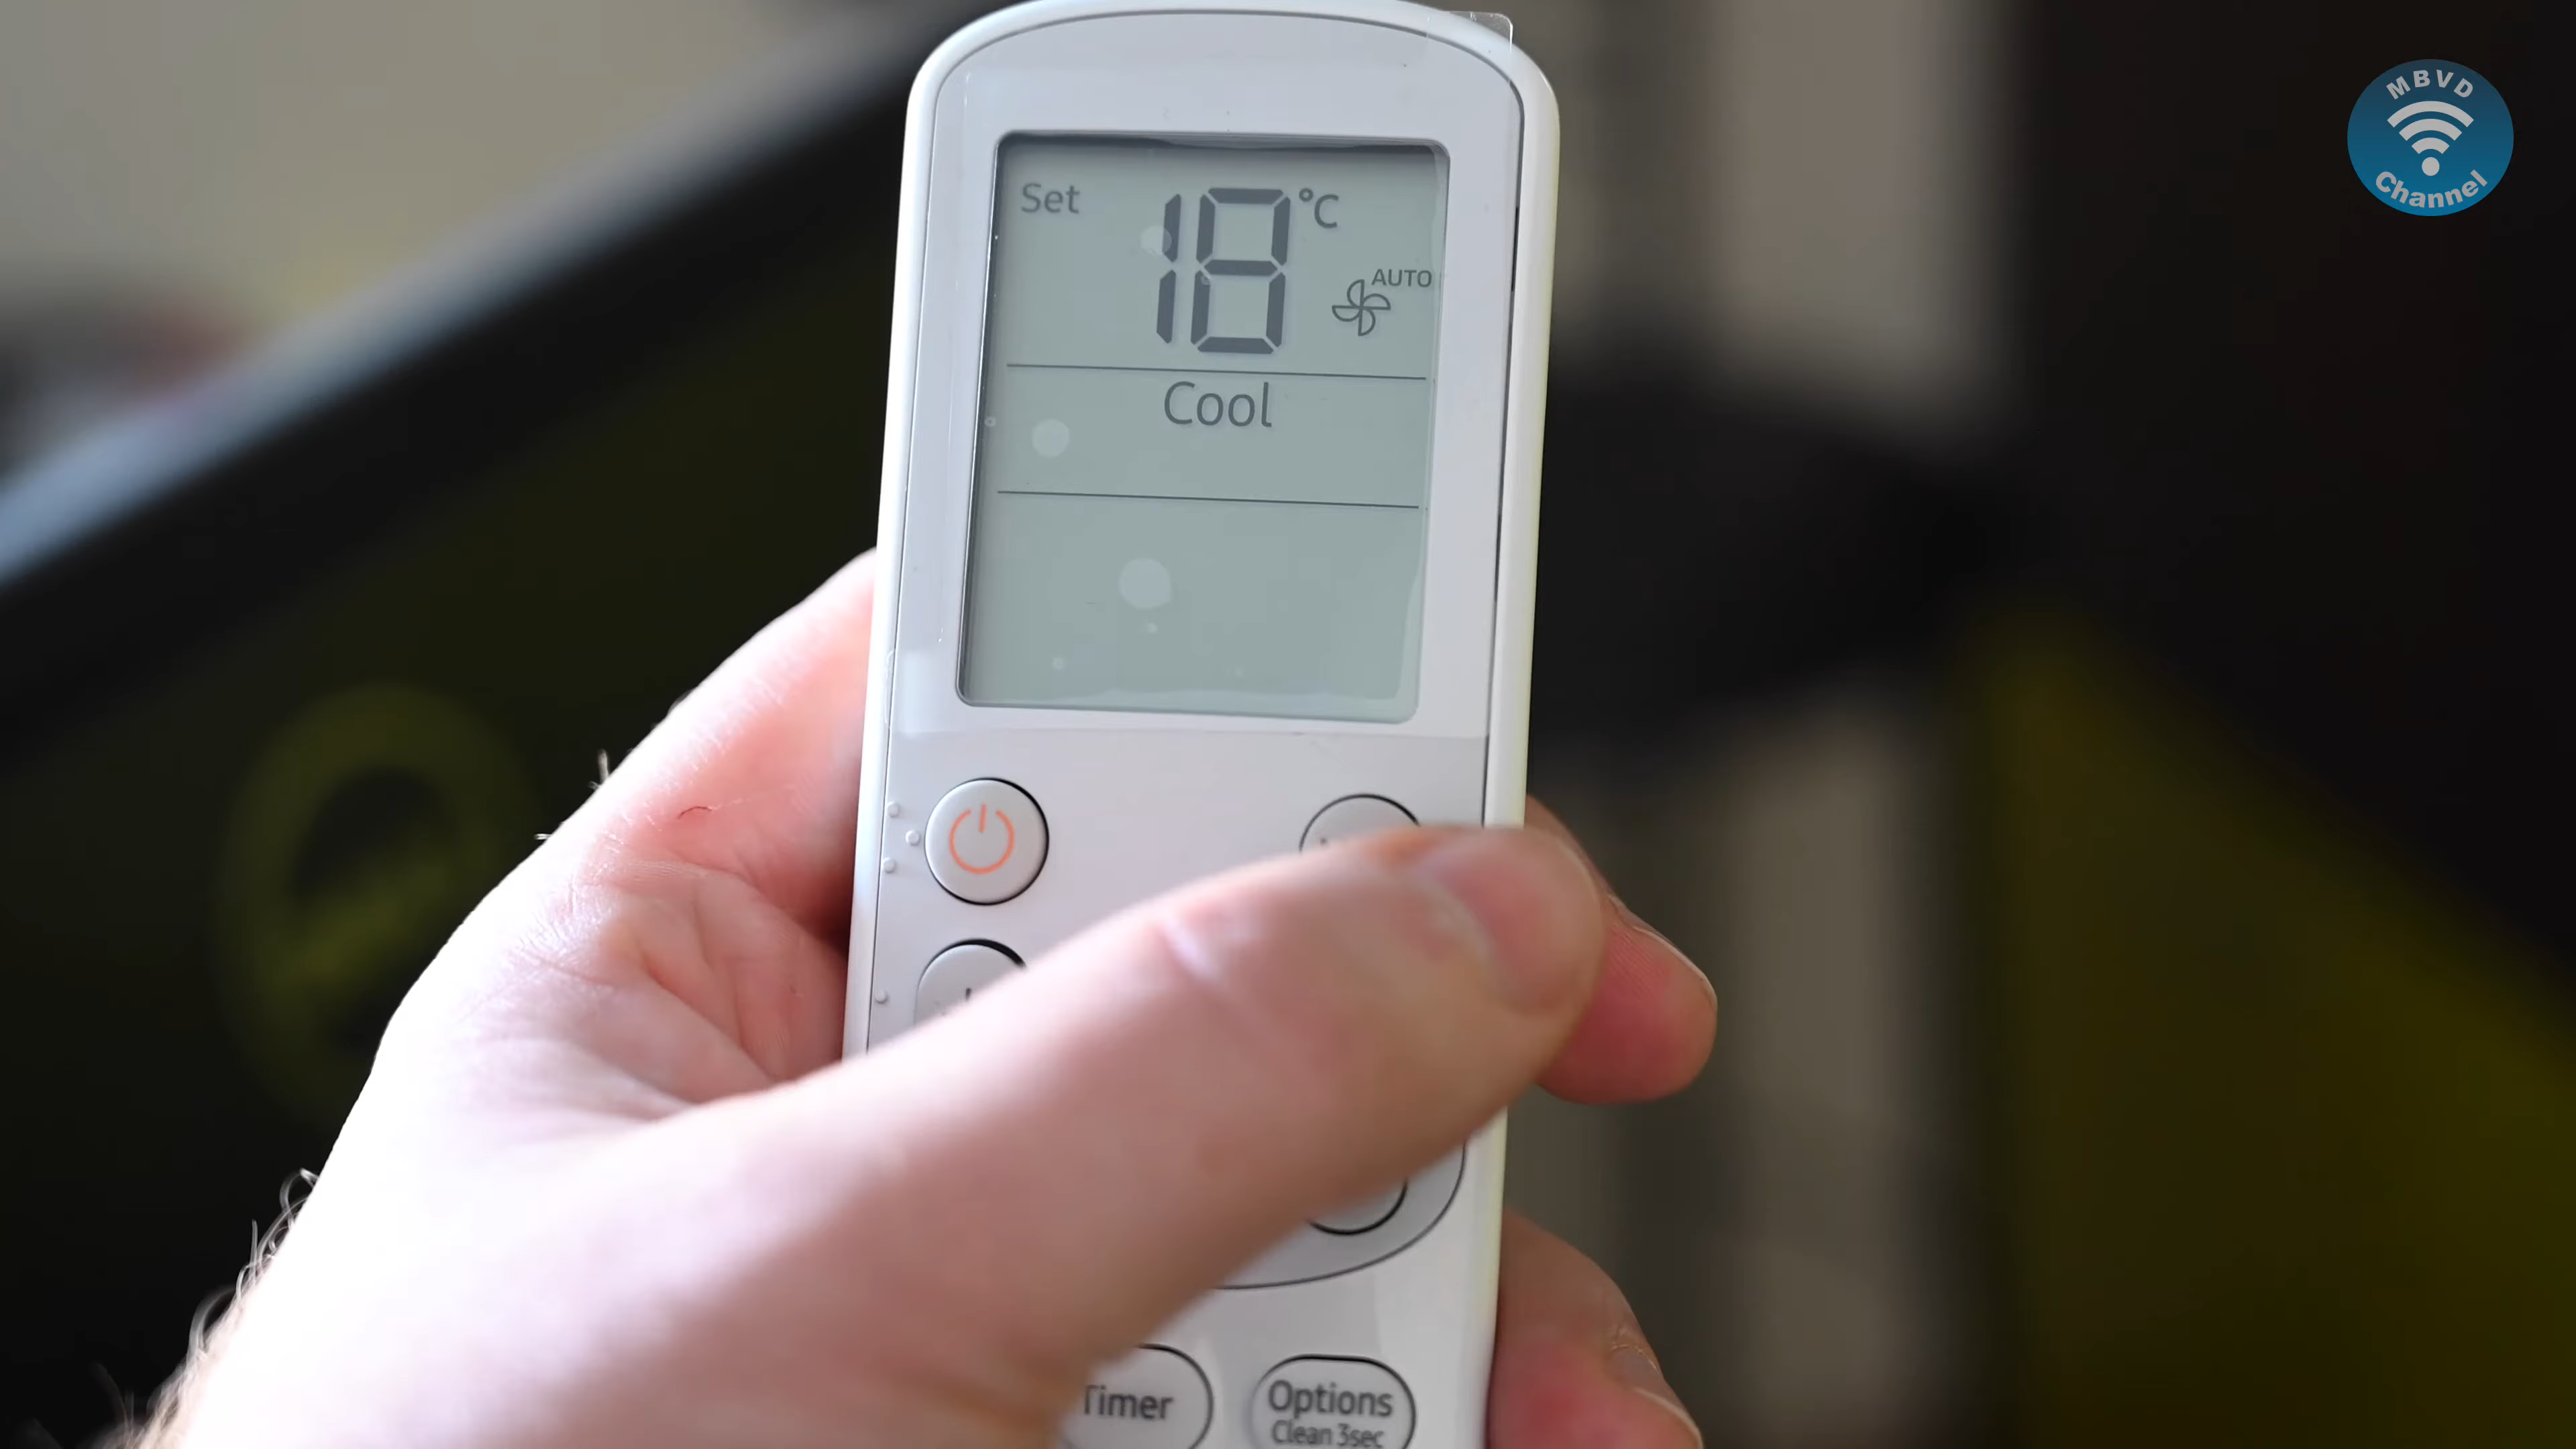 MBVD
Channel
Set 18°C
AUTO
Cool
Timer
Options
Clean 3sec